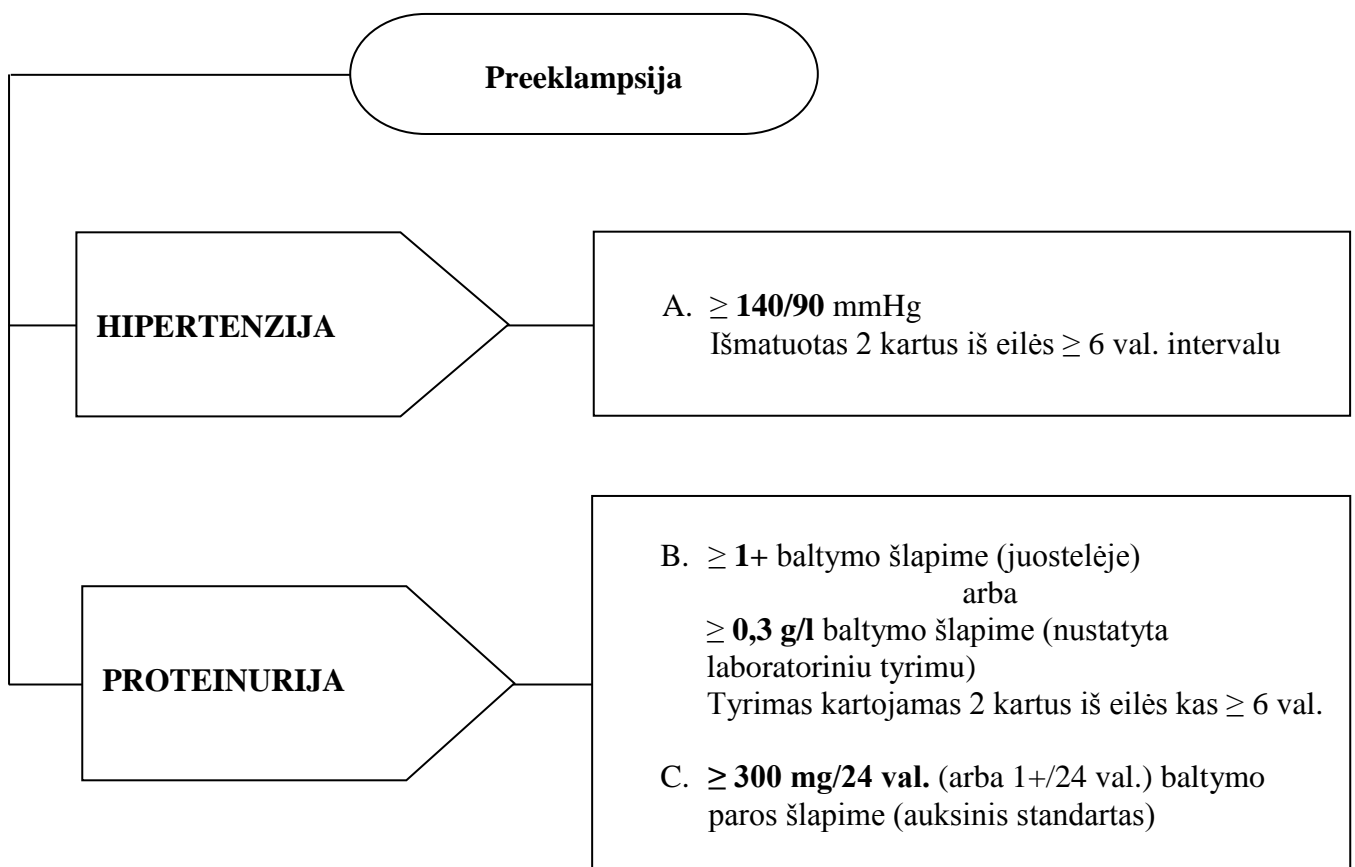 Preeklampsija
HIPERTENZIJA
A. ≥ 140/90 mmHg
Išmatuotas 2 kartus iš eilės ≥ 6 val. intervalu
PROTEINURIJA
B. ≥ 1+ baltymo šlapime (juostelėje)
arba
≥ 0,3 g/l baltymo šlapime (nustatyta
laboratoriniu tyrimu)
Tyrimas kartojamas 2 kartus iš eilės kas ≥ 6 val.
C. ≥ 300 mg/24 val. (arba 1+/24 val.) baltymo
paros šlapime (auksinis standartas)